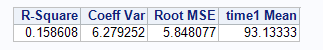 R-Square Coeff Var Root MSE time1 Mean
0.158608 6.279252 5.848077 93.13333